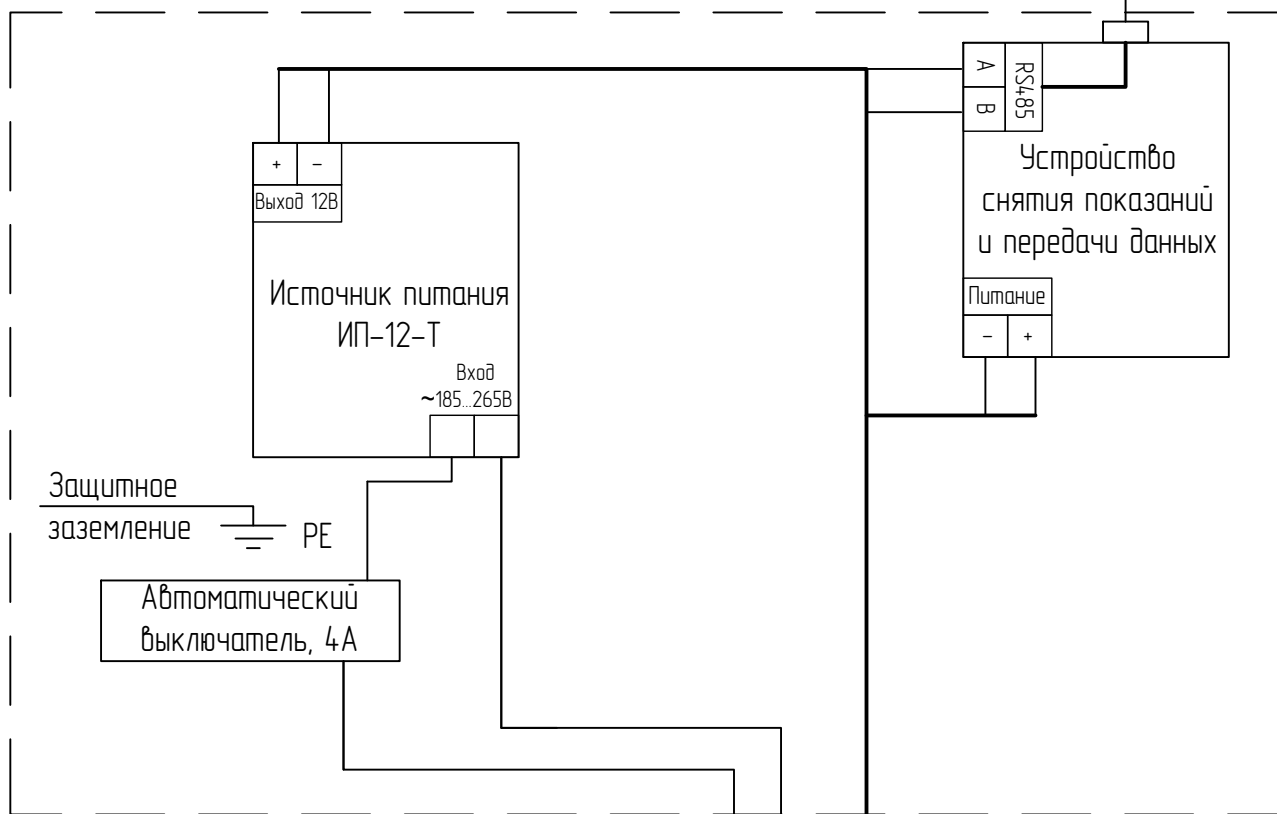 А
В
RS485
Устройство
снятия показаний
и передачи данных
Питание
- +
+ -
Выход 12В
Источник питания
ИП-12-Т
Вход
~185...265В
Защитное
заземление
PE
Автоматический
выключатель, 4А